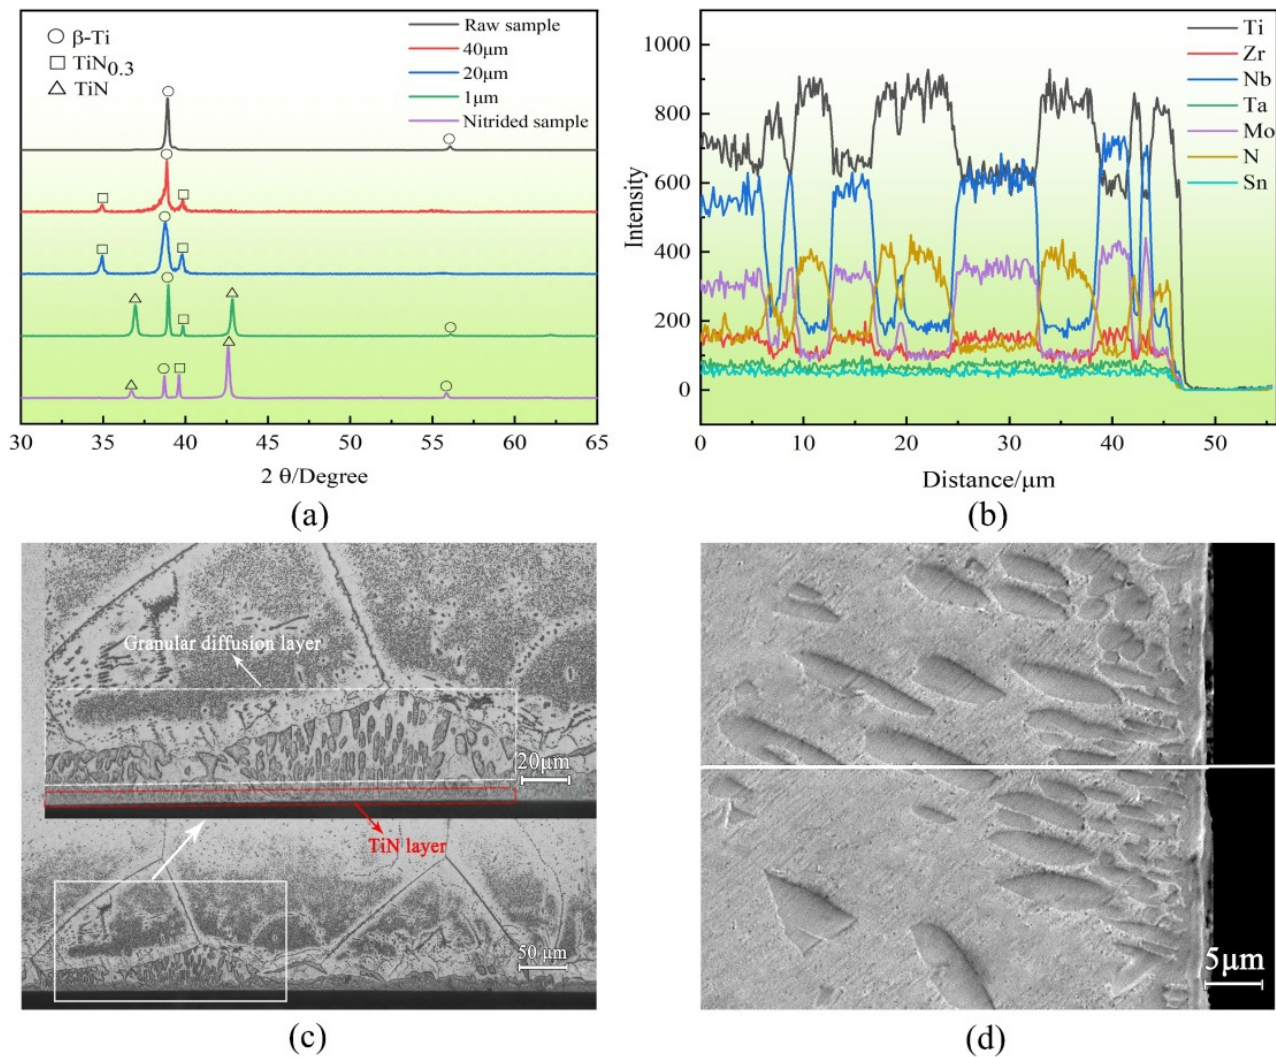 ○ β-Ti
□ TiN0.3
△ TiN
Raw sample
40μm
20μm
1μm
Nitrided sample
30 35 40 45 50 55 60 65
2 θ/Degree
(a)
Intensity
1000
800
600
400
200
0
Ti
Zr
Nb
Ta
Mo
N
Sn
0 10 20 30 40 50
Distance/μm
(b)
Granular diffusion layer
20μm
TiN layer
50 μm
(c)
5μm
(d)